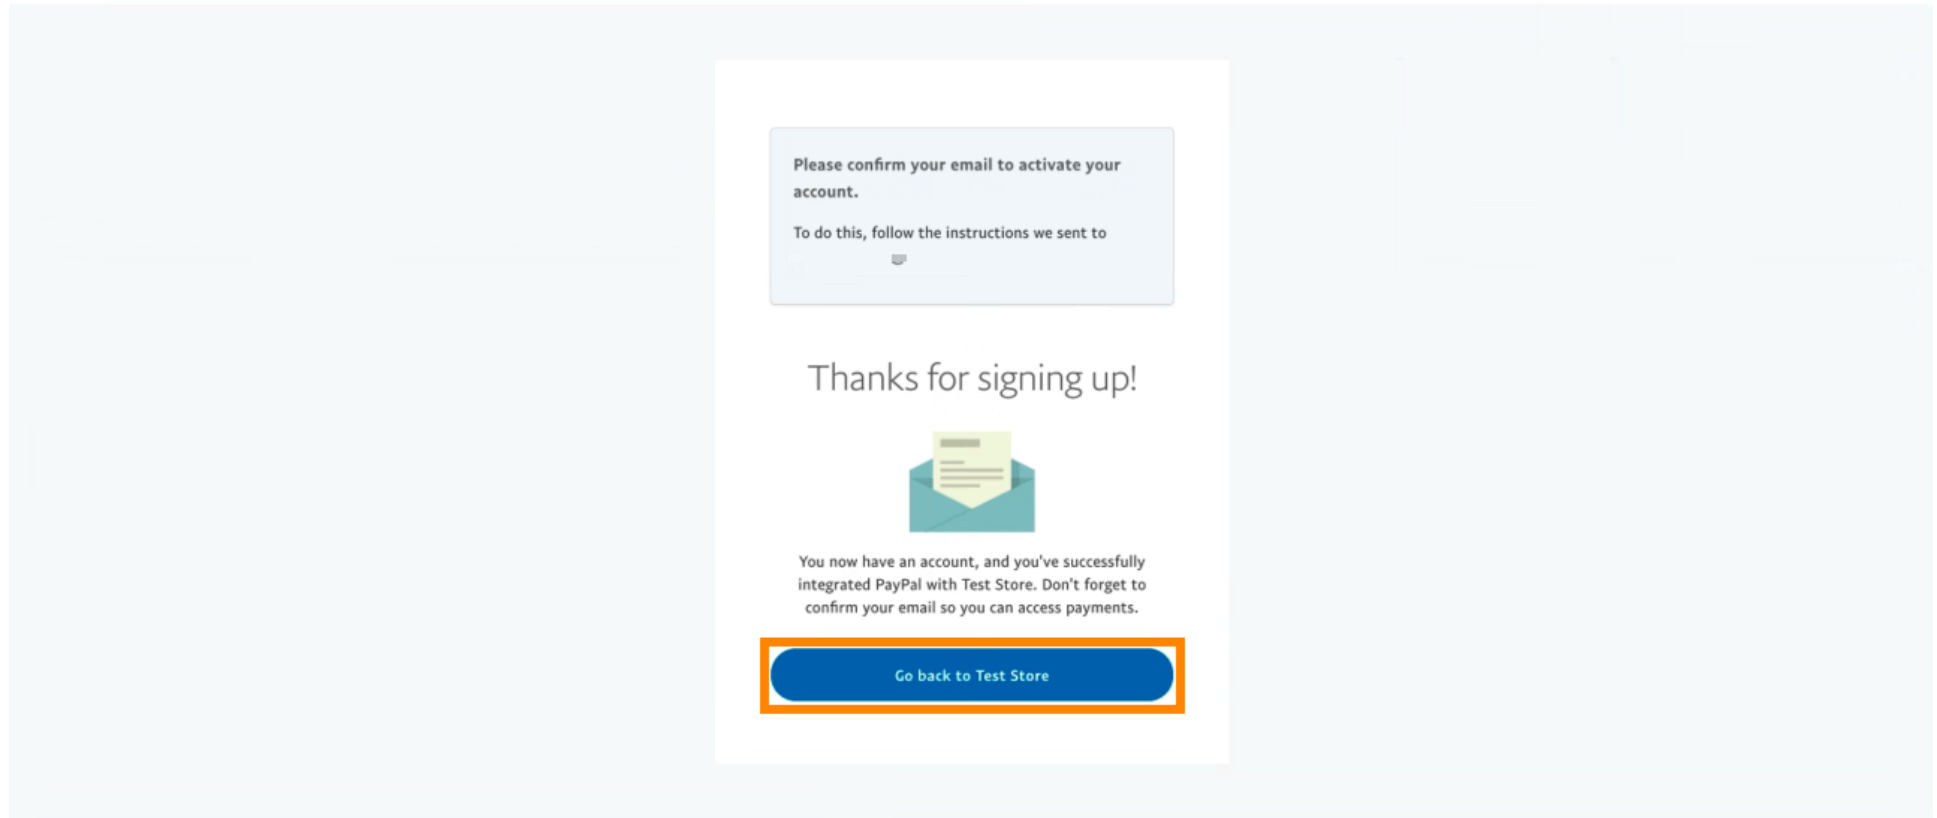 Please confirm your email to activate your
account.
To do this, follow the instructions we sent to
Thanks for signing up!
You now have an account, and you've successfully
integrated PayPal with Test Store. Don't forget to
confirm your email so you can access payments.
Go back to Test Store